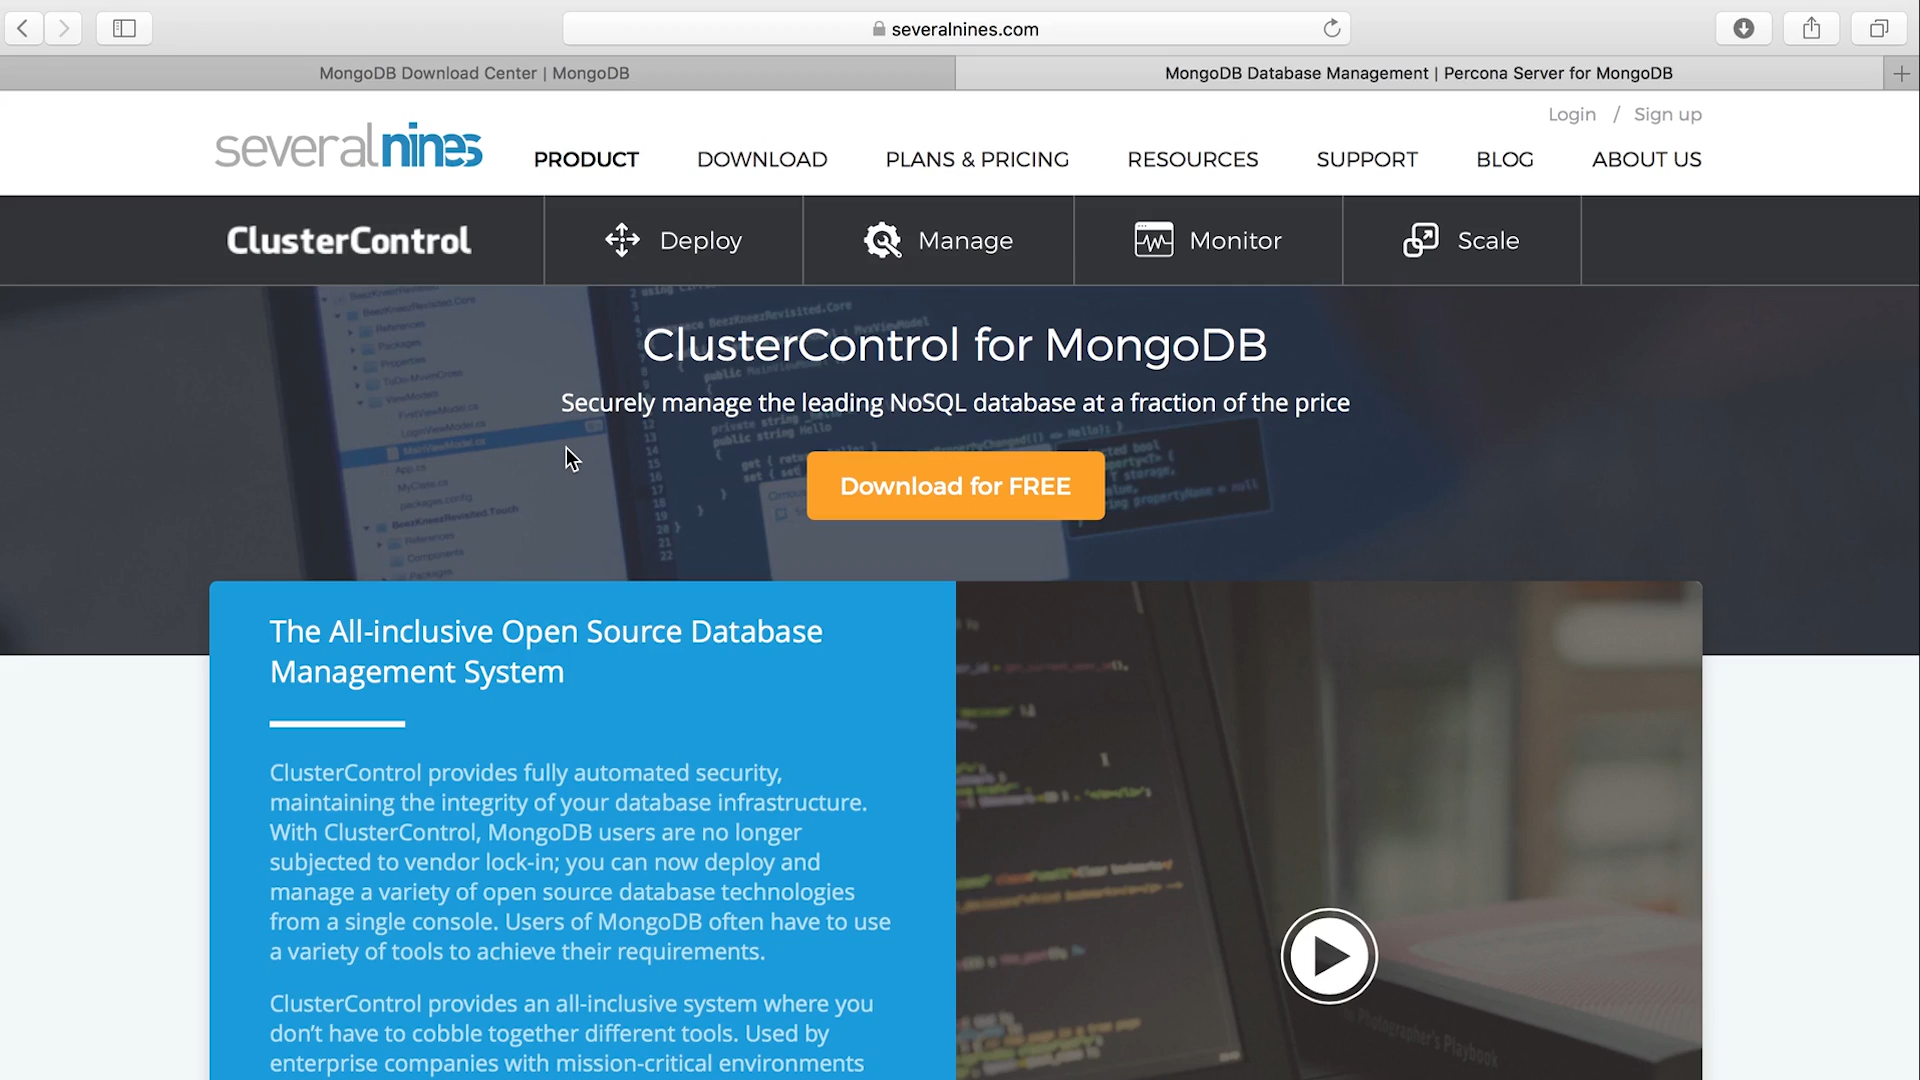 severalnines.com
MongoDB Download Center | MongoDB
MongoDB Database Management | Percona Server for MongoDB
Login / Sign up
severalnines
PRODUCT
DOWNLOAD
PLANS & PRICING
RESOURCES
SUPPORT
BLOG
ABOUT US
ClusterControl
Deploy
Manage
Monitor
Scale
ClusterControl for MongoDB
Securely manage the leading NoSQL database at a fraction of the price
Download for FREE
The All-inclusive Open Source Database
Management System
ClusterControl provides fully automated security,
maintaining the integrity of your database infrastructure.
With ClusterControl, MongoDB users are no longer
subjected to vendor lock-in; you can now deploy and
manage a variety of open source database technologies
from a single console. Users of MongoDB often have to use
a variety of tools to achieve their requirements.
ClusterControl provides an all-inclusive system where you
don't have to cobble together different tools. Used by
enterprise companies with mission-critical environments